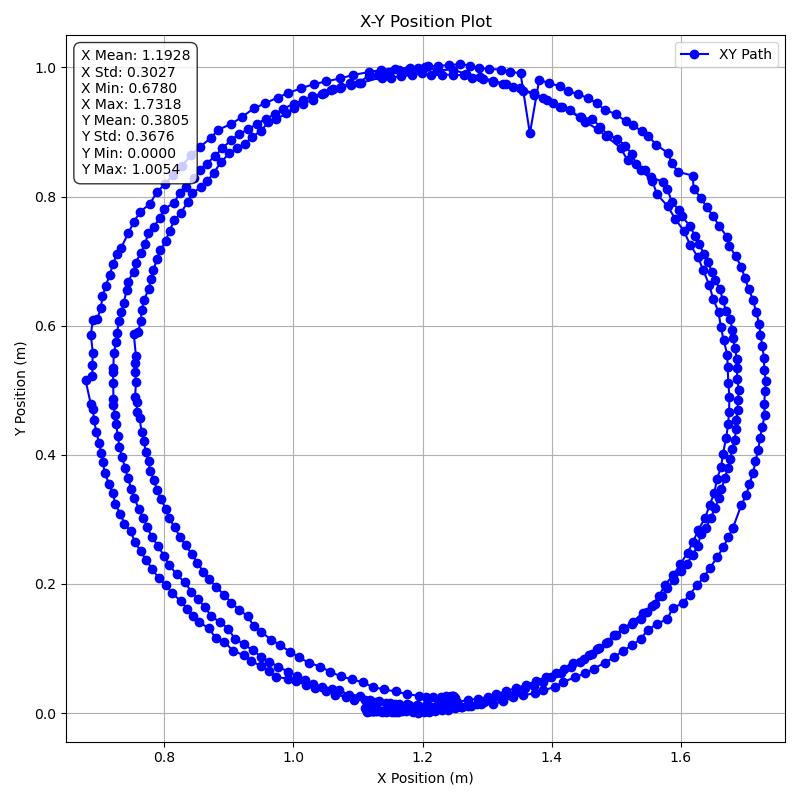 X-Y Position Plot
X Mean: 1.1928
X Std: 0.3027
X Min: 0.6780
X Max: 1.7318
Y Mean: 0.3805
Y Std: 0.3676
Y Min: 0.0000
Y Max: 1.0054
XY Path
1.0
0.8
0.6
0.4
0.2
0.0
Y Position (m)
0.8 1.0 1.2 1.4 1.6
X Position (m)